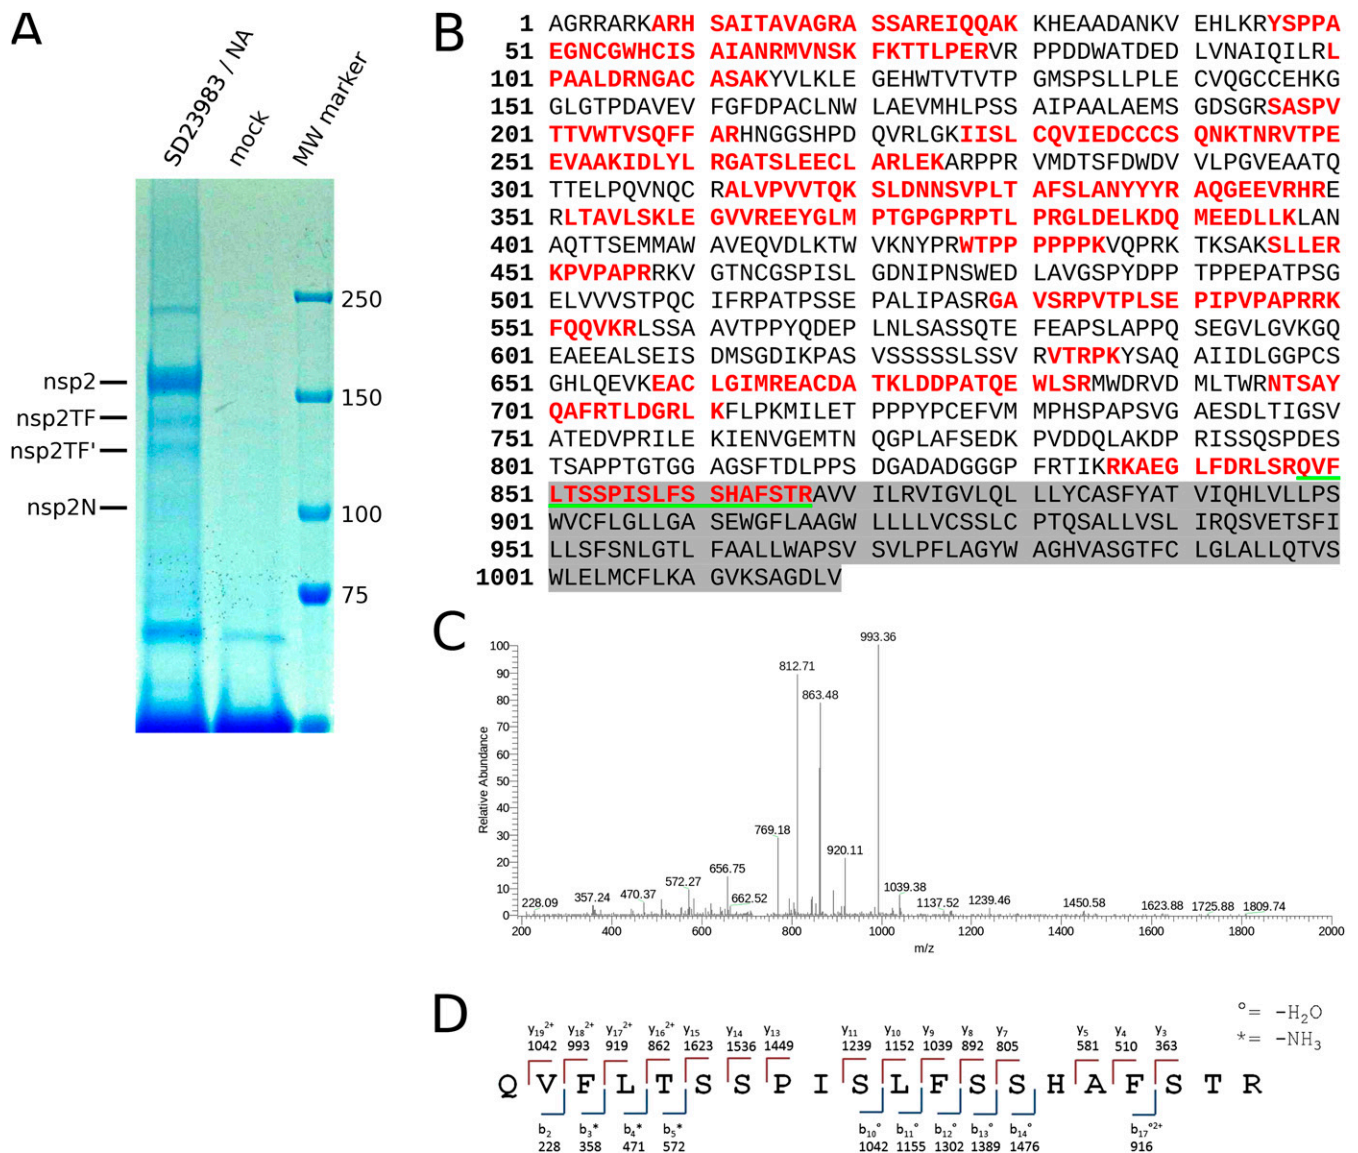 A
SD23983 / NA
mock
MW marker
250
nsp2
150
nsp2TF
nsp2TF'
nsp2N
100
75
B
1 AGRRARKARH SAITAVAGRA SSAREIQQAK KHEAADANKV EHLKRYSPPA
51 EGNCGWHCIS AIANRMVNSK FKTTLPERVR PPDDWATDED LVNAIQILRL
101 PAALDRNGAC ASAKYVLKLE GEHWTVTVTP GMSPSLLPLE CVQGCCEHKG
151 GLGTPDAVEV FGFDPACLNW LAEVMHLPSS AIPAALAEMS GDSGRSASPV
201 TTVWTVSQFF ARHNGGSHPD QVRLGKIISL CQVIEDCCCS QNKTNRVTPE
251 EVAAKIDLYL RGATSLEECL ARLEKARPPR VMDTSFDWDV VLPGVEAATQ
301 TTELPQVNQC RALVPVVTQK SLDNNSVPLT AFSLANYYYR AQGEEVRHRE
351 RLTAVLSKLE GVVREEYGLM PTGPGPRPTL PRGLDELKDQ MEEDLLKLAN
401 AQTTSEMMAW AVEQVDLKTW VKNYPRWTPP PPPPKVQPRK TKSAKSLLER
451 KPVPAPRRKV GTNCGSPISL GDNIPNSWED LAVGSPYDPP TPPEPATPSG
501 ELVVVSTPQC IFRPATPSSE PALIPASRGA VSRPVTPLSE PIPVPAPRRK
551 FQQVKRLSSA AVTPPYQDEP LNLSASSQTE FEAPSLAPPQ SEGVLGVKGQ
601 EAEEALSEIS DMSGDIKPAS VSSSSSLSSV RVTRPKYSAQ AIIDLGGPCS
651 GHLQEVKEAC LGIMREACDA TKLDDPATQE WLSRMWDRVD MLTWRNTSAY
701 QAFRTLDGRL KFLPKMILET PPPYPCEFVM MPHSPAPSVG AESDLTIGSV
751 ATEDVPRILE KIENVGEMTN QGPLAFSEDK PVDDQLAKDP RISSQSPDES
801 TSAPPTGTGG AGSFTDLPPS DGADADGGGP FRTIKRKAEG LFDRLSRQVF
851 LTSSPISLFS SHAFSTRAVV ILRVIGVLQL LLYCASFYAT VIQHLVLLPS
901 WVCFLGLLGA SEWGFLAAGW LLLLVCSSLC PTQSALLVSL IRQSVETSFI
951 LLSFSNLGTL FAALLWAPSV SVLPFLAGYW AGHVASGTFC LGLALLQTVS
1001 WLELMCFLKA GVKSAGDLV
C
Relative Abundance
100
90
80
70
60
50
40
30
20
10
0
993.36
812.71
863.48
769.18
920.11
656.75
572.27
662.52
1039.38
228.09
357.24
470.37
1137.52
1239.46
1450.58
1623.88
1725.88
1809.74
200 400 600 800 1000 1200 1400 1600 1800 2000
m/z
D
° = -H₂O
* = -NH₃
y₁₉²⁺ y₁₈²⁺ y₁₇²⁺ y₁₆²⁺ y₁₅ y₁₄ y₁₃ y₁₁ y₁₀ y₉ y₈ y₇ y₅ y₄ y₃
1042 993 919 862 1623 1536 1449 1239 1152 1039 892 805 581 510 363
Q V F L T S S P I S L F S S H A F S T R
b₂ b₃* b₄* b₅* b₁₀° b₁₁° b₁₂° b₁₃° b₁₄° b₁₇°²⁺
228 358 471 572 1042 1155 1302 1389 1476 916